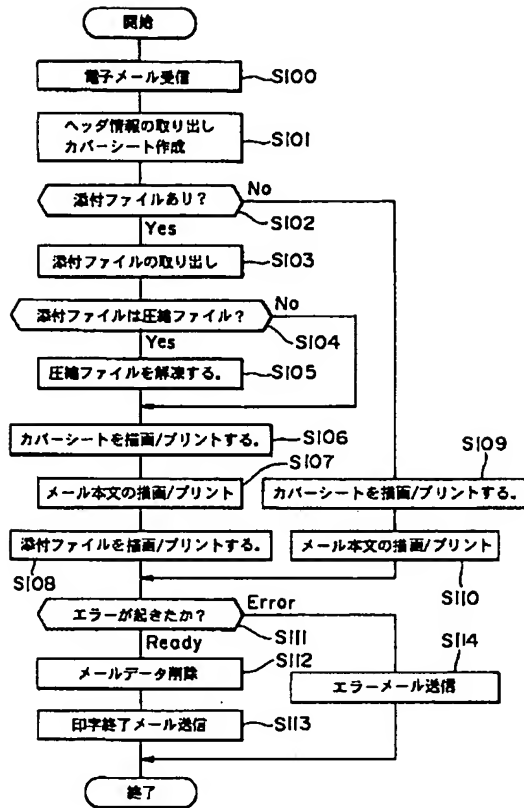 開始
電子メール受信
S100
ヘッダ情報の取り出し
カバーシート作成
S101
添付ファイルあり?
No
S102
Yes
添付ファイルの取り出し
S103
添付ファイルは圧縮ファイル?
No
S104
Yes
圧縮ファイルを解凍する。
S105
カバーシートを描画/プリントする。
S106
S107
メール本文の描画/プリント
添付ファイルを描画/プリントする。
S108
S109
カバーシートを描画/プリントする。
メール本文の描画/プリント
S110
エラーが起きたか?
Error
S111
Ready
メールデータ削除
S112
S114
エラーメール送信
印字終了メール送信
S113
終了